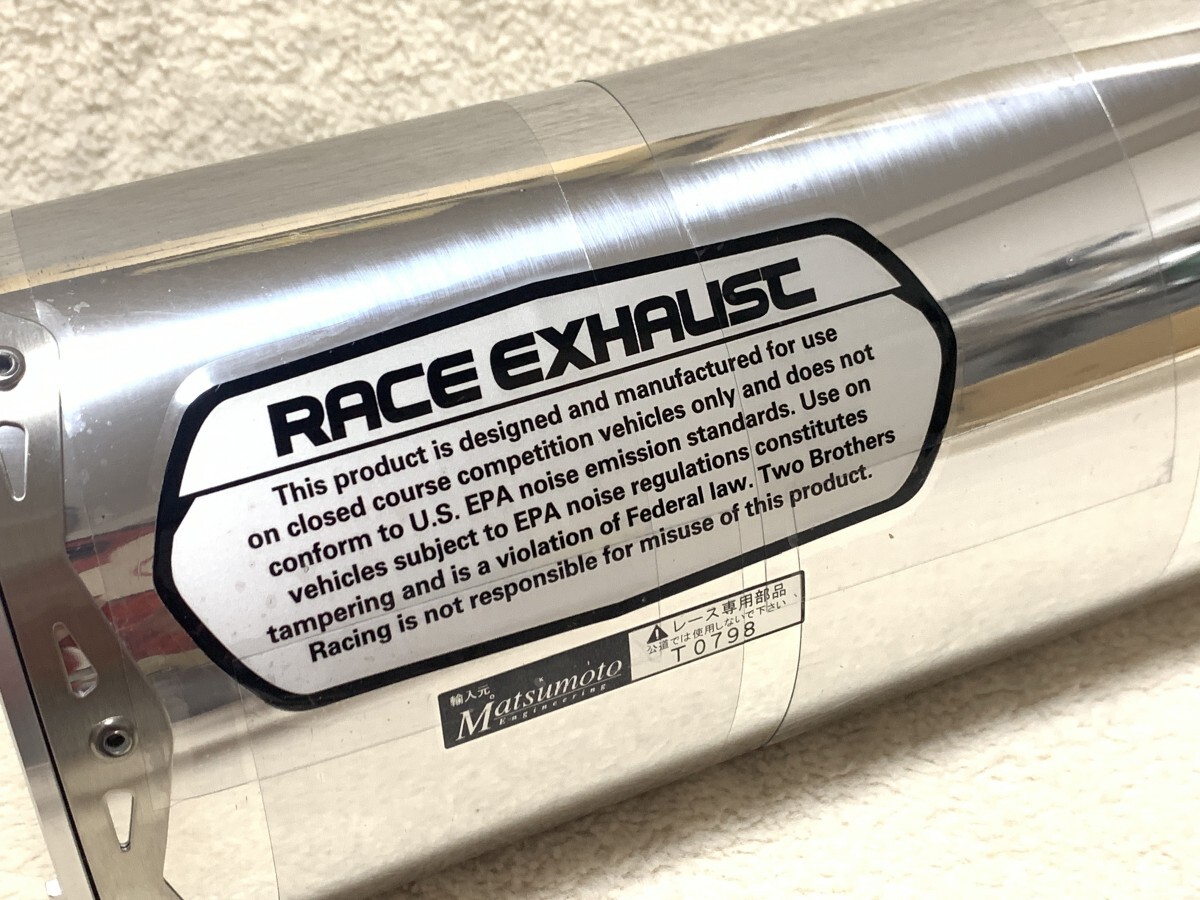 RACE EXHAUST
This product is designed and manufactured for use
on closed course competition vehicles only and does not
conform to U.S. EPA noise emission standards. Use on
vehicles subject to EPA noise regulations constitutes
tampering and is a violation of Federal law. Two Brothers
Racing is not responsible for misuse of this product.
輸入元。
Matsumoto
Engineering
レース専用部品
公道では使用しないで下さい、
T0798